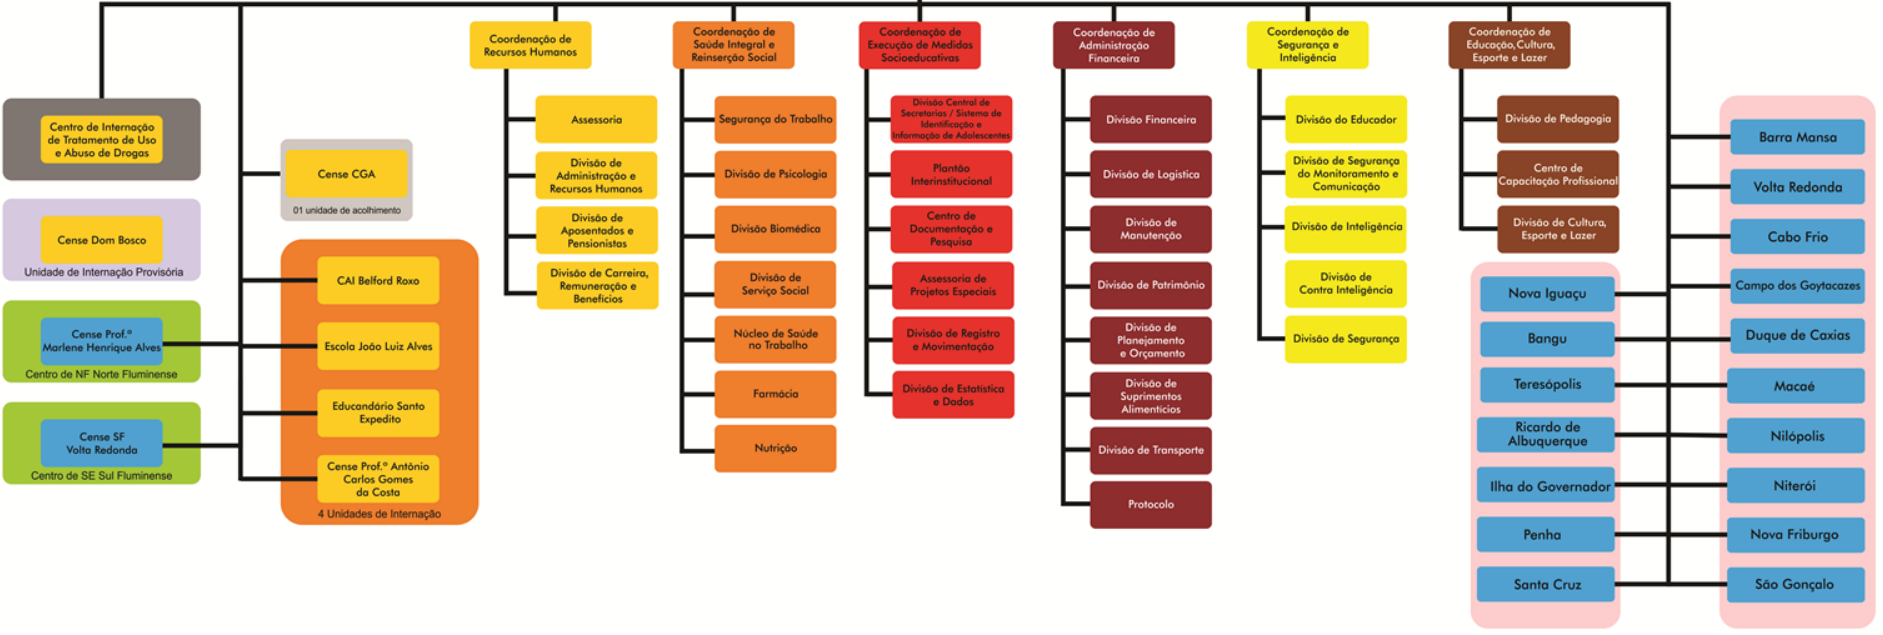 Centro de Internação
de Tratamento de Uso
e Abuso de Drogas
Cense Dom Bosco
Unidade de Internação Provisória
Cense Prof.º
Marlene Henrique Alves
Centro de NF Norte Fluminense
Cense SF
Volta Redonda
Centro de SE Sul Fluminense
Cense CGA
01 unidade de acolhimento
CAI Belford Roxo
Escola João Luiz Alves
Educandário Santo
Expedito
Cense Prof.º Antônio
Carlos Gomes
da Costa
4 Unidades de Internação
Coordenação de
Recursos Humanos
Assessoria
Divisão de
Administração e
Recursos Humanos
Divisão de
Aposentados e
Pensionistas
Divisão de Carreira,
Remuneração e
Benefícios
Coordenação de
Saúde Integral e
Reinserção Social
Segurança do Trabalho
Divisão de Psicologia
Divisão Biomédica
Divisão de
Serviço Social
Núcleo de Saúde
no Trabalho
Farmácia
Nutrição
Coordenação de
Execução de Medidas
Socioeducativas
Divisão Central de
Secretarias / Sistema de
Identificação e
Informação de Adolescentes
Plantão
Interinstitucional
Centro de
Documentação e
Pesquisa
Assessoria de
Projetos Especiais
Divisão de Registro
e Movimentação
Divisão de Estatística
e Dados
Coordenação de
Administração
Financeira
Divisão Financeira
Divisão de Logistica
Divisão de
Manutenção
Divisão de Patrimônio
Divisão de
Planejamento
e Orçamento
Divisão de
Suprimentos
Alimentícios
Divisão de Transporte
Protocolo
Coordenação de
Segurança e
Inteligência
Divisão do Educador
Divisão de Segurança
do Monitoramento e
Comunicação
Divisão de Inteligência
Divisão de
Contra Inteligência
Divisão de Segurança
Coordenação de
Educação, Cultura,
Esporte e Lazer
Divisão de Pedagogia
Centro de
Capacitação Profissional
Divisão de Cultura,
Esporte e Lazer
Nova Iguaçu
Bangu
Teresópolis
Ricardo de
Albuquerque
Ilha do Governador
Penha
Santa Cruz
Barra Mansa
Volta Redonda
Cabo Frio
Campo dos Goytacazes
Duque de Caxias
Macaé
Nilópolis
Niterói
Nova Friburgo
São Gonçalo